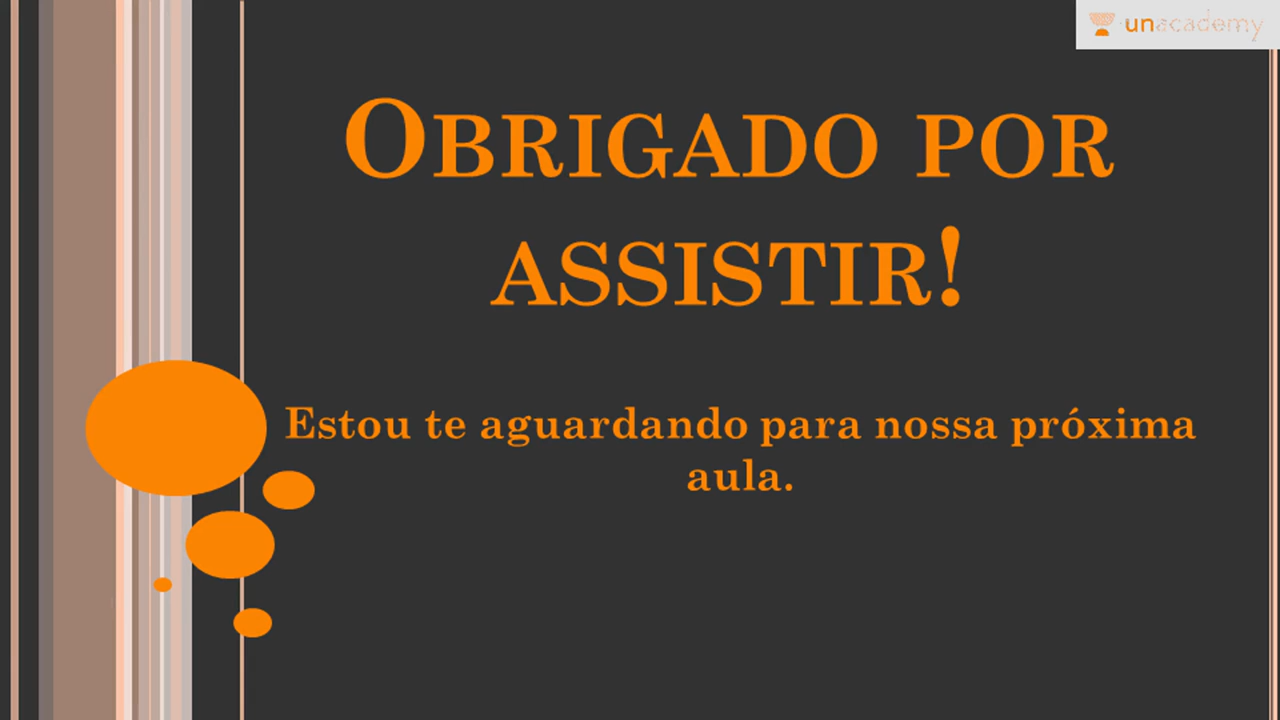 unacademy
OBRIGADO POR
ASSISTIR!
Estou te aguardando para nossa próxima
aula.